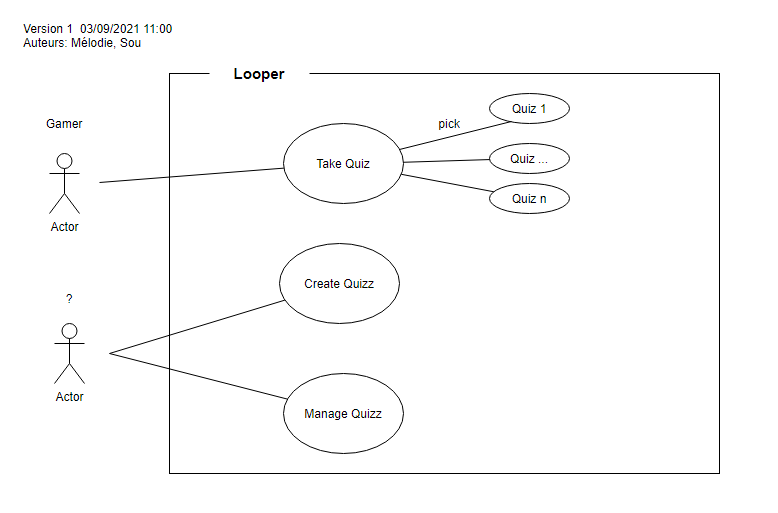 Version 1  03/09/2021 11:00
Auteurs: Mélodie, Sou
Looper
Gamer
Actor
Take Quiz
pick
Quiz 1
Quiz ...
Quiz n
?
Actor
Create Quizz
Manage Quizz